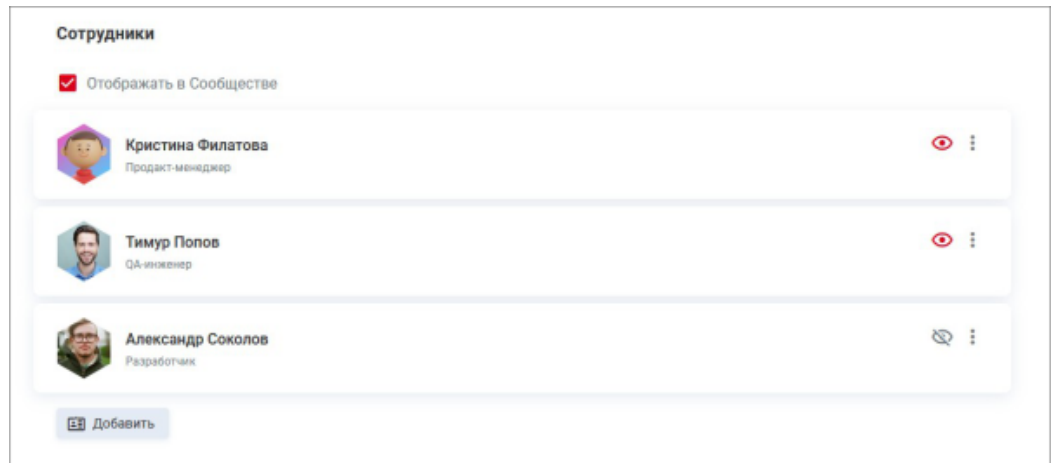 Сотрудники
Отображать в Сообществе
Кристина Филатова
Продакт-менеджер
Тимур Попов
QA-инженер
Александр Соколов
Разработчик
Добавить